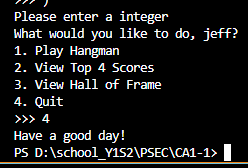 >>> )
Please enter a integer
What would you like to do, jeff?
1. Play Hangman
2. View Top 4 Scores
3. View Hall of Frame
4. Quit
>>> 4
Have a good day!
PS D:\school_Y1S2\PSEC\CA1-1>